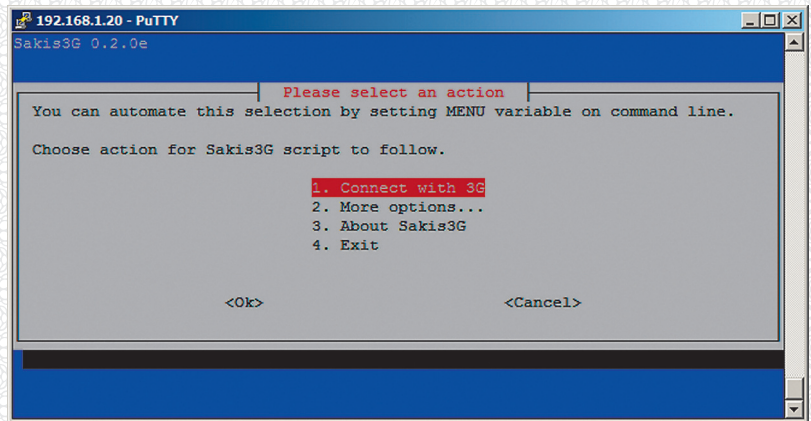 192.168.1.20 - PuTTY
Sakis3G 0.2.0e
Please select an action
You can automate this selection by setting MENU variable on command line.
Choose action for Sakis3G script to follow.
1. Connect with 3G
2. More options...
3. About Sakis3G
4. Exit
<Ok> <Cancel>